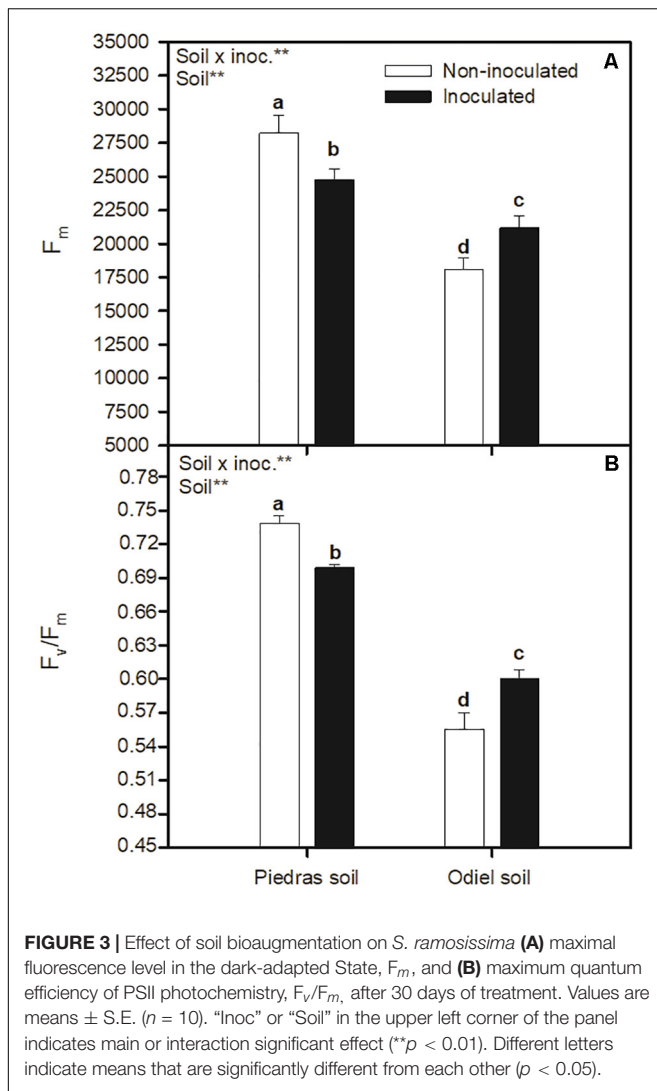 35000
32500
30000
27500
25000
22500
20000
17500
15000
12500
10000
7500
5000
Fm
Soil x inoc.**
Soil**
Non-inoculated
Inoculated
A
a
b
d
c
0.78
0.75
0.72
0.69
0.66
0.63
0.60
0.57
0.54
0.51
0.48
0.45
Fv/Fm
Soil x inoc.**
Soil**
B
a
b
d
c
Piedras soil
Odiel soil
FIGURE 3 | Effect of soil bioaugmentation on S. ramosissima (A) maximal
fluorescence level in the dark-adapted State, Fm, and (B) maximum quantum
efficiency of PSII photochemistry, Fv/Fm, after 30 days of treatment. Values are
means ± S.E. (n = 10). “Inoc” or “Soil” in the upper left corner of the panel
indicates main or interaction significant effect (**p < 0.01). Different letters
indicate means that are significantly different from each other (p < 0.05).